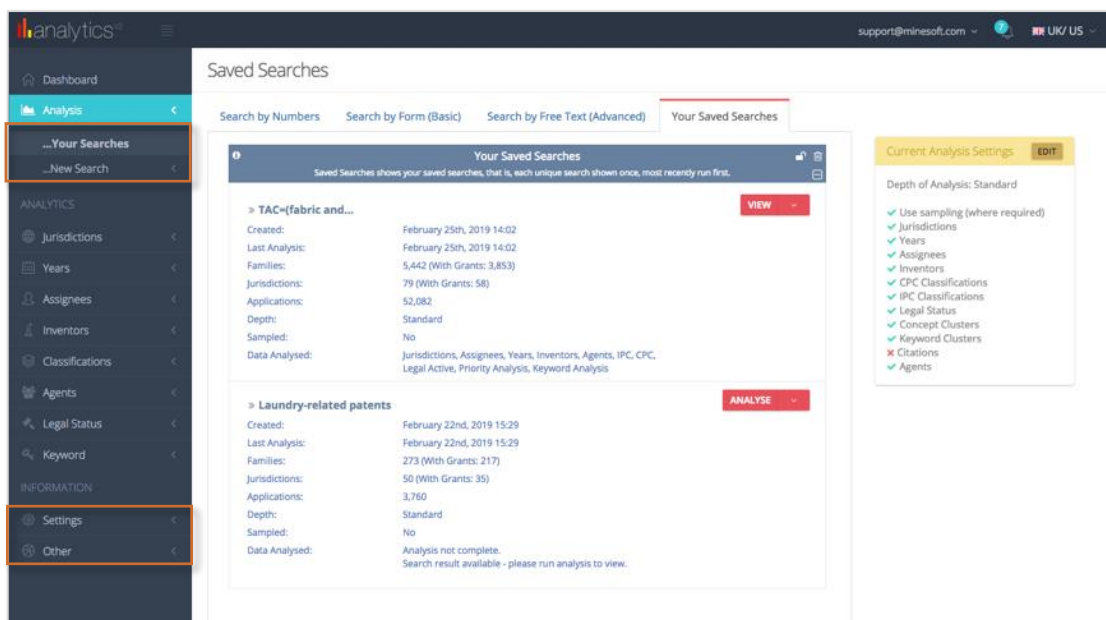 analytics v2
support@minesoft.com
7
UK/ US
Dashboard
Analysis
...Your Searches
...New Search
ANALYTICS
Jurisdictions
Years
Assignees
Inventors
Classifications
Agents
Legal Status
Keyword
INFORMATION
Settings
Other
Saved Searches
Search by Numbers Search by Form (Basic) Search by Free Text (Advanced) Your Saved Searches
Your Saved Searches
Saved Searches shows your saved searches, that is, each unique search shown once, most recently run first.
» TAC=(fabric and... VIEW
Created: February 25th, 2019 14:02
Last Analysis: February 25th, 2019 14:02
Families: 5,442 (With Grants: 3,853)
Jurisdictions: 79 (With Grants: 58)
Applications: 52,082
Depth: Standard
Sampled: No
Data Analysed: Jurisdictions, Assignees, Years, Inventors, Agents, IPC, CPC,
Legal Active, Priority Analysis, Keyword Analysis
» Laundry-related patents ANALYSE
Created: February 22nd, 2019 15:29
Last Analysis: February 22nd, 2019 15:29
Families: 273 (With Grants: 217)
Jurisdictions: 50 (With Grants: 35)
Applications: 3,760
Depth: Standard
Sampled: No
Data Analysed: Analysis not complete.
Search result available - please run analysis to view.
Current Analysis Settings EDIT
Depth of Analysis: Standard
Use sampling (where required)
Jurisdictions
Years
Assignees
Inventors
CPC Classifications
IPC Classifications
Legal Status
Concept Clusters
Keyword Clusters
Citations
Agents